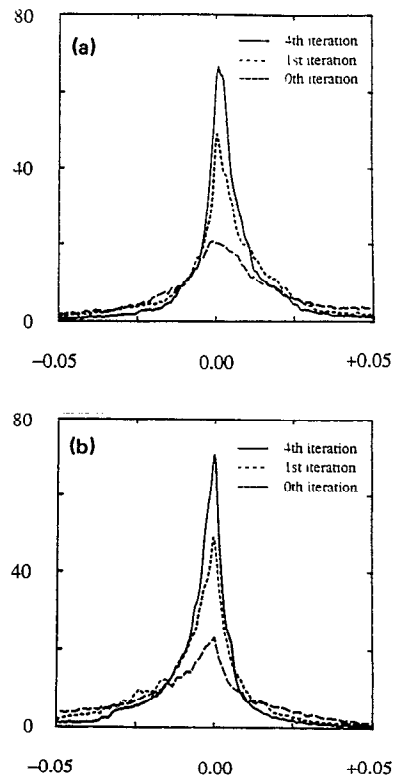 80
(a)
4th iteration
1st iteration
0th iteration
40
0
−0.05 0.00 +0.05
80
(b)
4th iteration
1st iteration
0th iteration
40
0
−0.05 0.00 +0.05